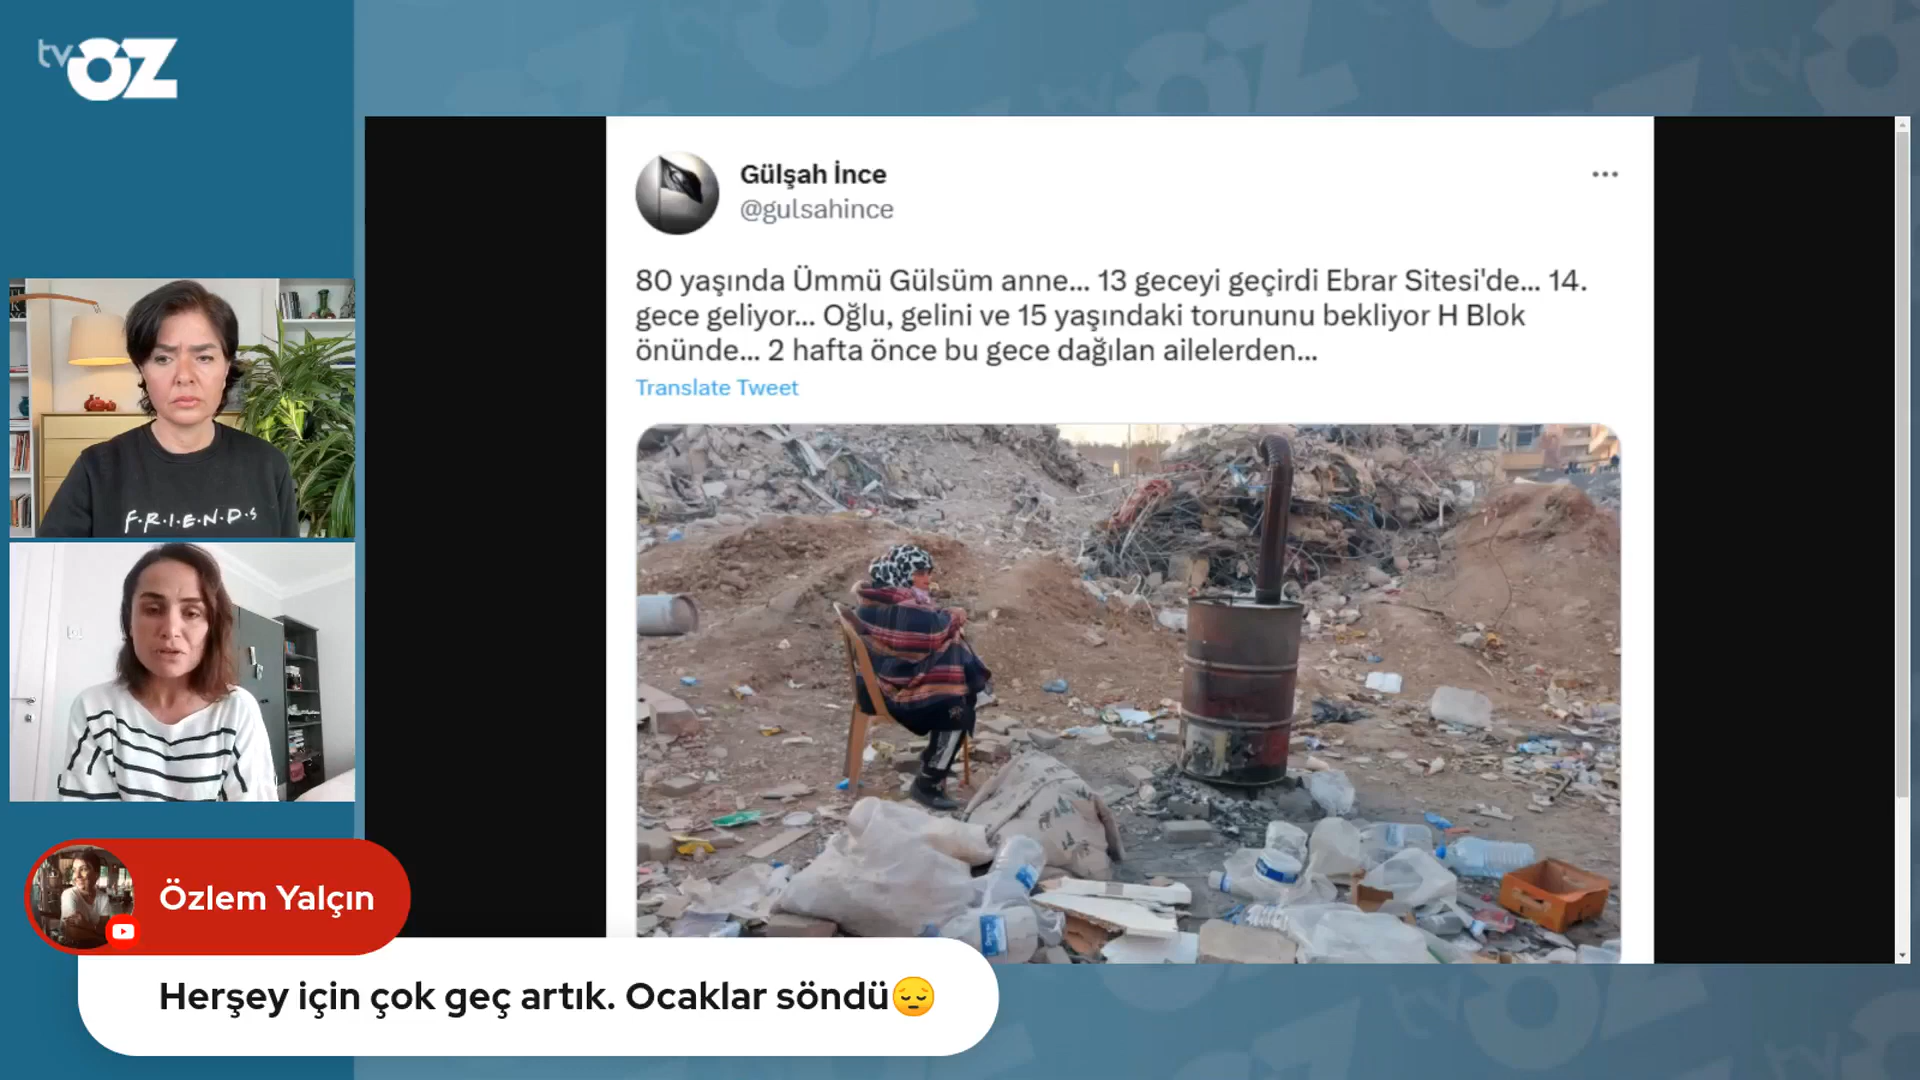 tv ÖZ
F·R·I·E·N·D·S
Gülşah İnce
@gulsahince
80 yaşında Ümmü Gülsüm anne... 13 geceyi geçirdi Ebrar Sitesi'de... 14.
gece geliyor... Oğlu, gelini ve 15 yaşındaki torununu bekliyor H Blok
önünde... 2 hafta önce bu gece dağılan ailelerden...
Translate Tweet
Özlem Yalçın
Herşey için çok geç artık. Ocaklar söndü😔